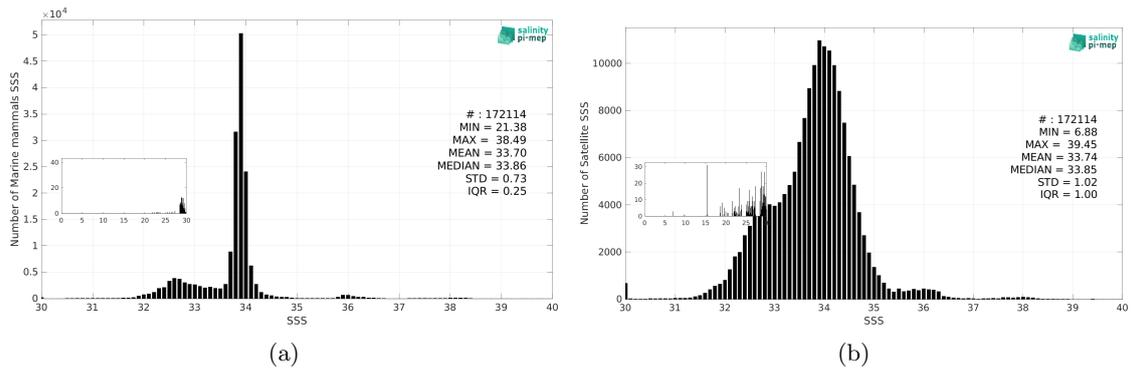 ×10⁴
5
4.5
4
3.5
3
2.5
2
1.5
1
0.5
0
Number of Marine mammals SSS
30 31 32 33 34 35 36 37 38 39 40
SSS
salinity
pi-mep
# : 172114
MIN = 21.38
MAX = 38.49
MEAN = 33.70
MEDIAN = 33.86
STD = 0.73
IQR = 0.25
40
20
0
0 5 10 15 20 25 30
(a)
10000
8000
6000
4000
2000
0
Number of Satellite SSS
30 31 32 33 34 35 36 37 38 39 40
SSS
salinity
pi-mep
# : 172114
MIN = 6.88
MAX = 39.45
MEAN = 33.74
MEDIAN = 33.85
STD = 1.02
IQR = 1.00
30
20
10
0
0 5 10 15 20 25
(b)